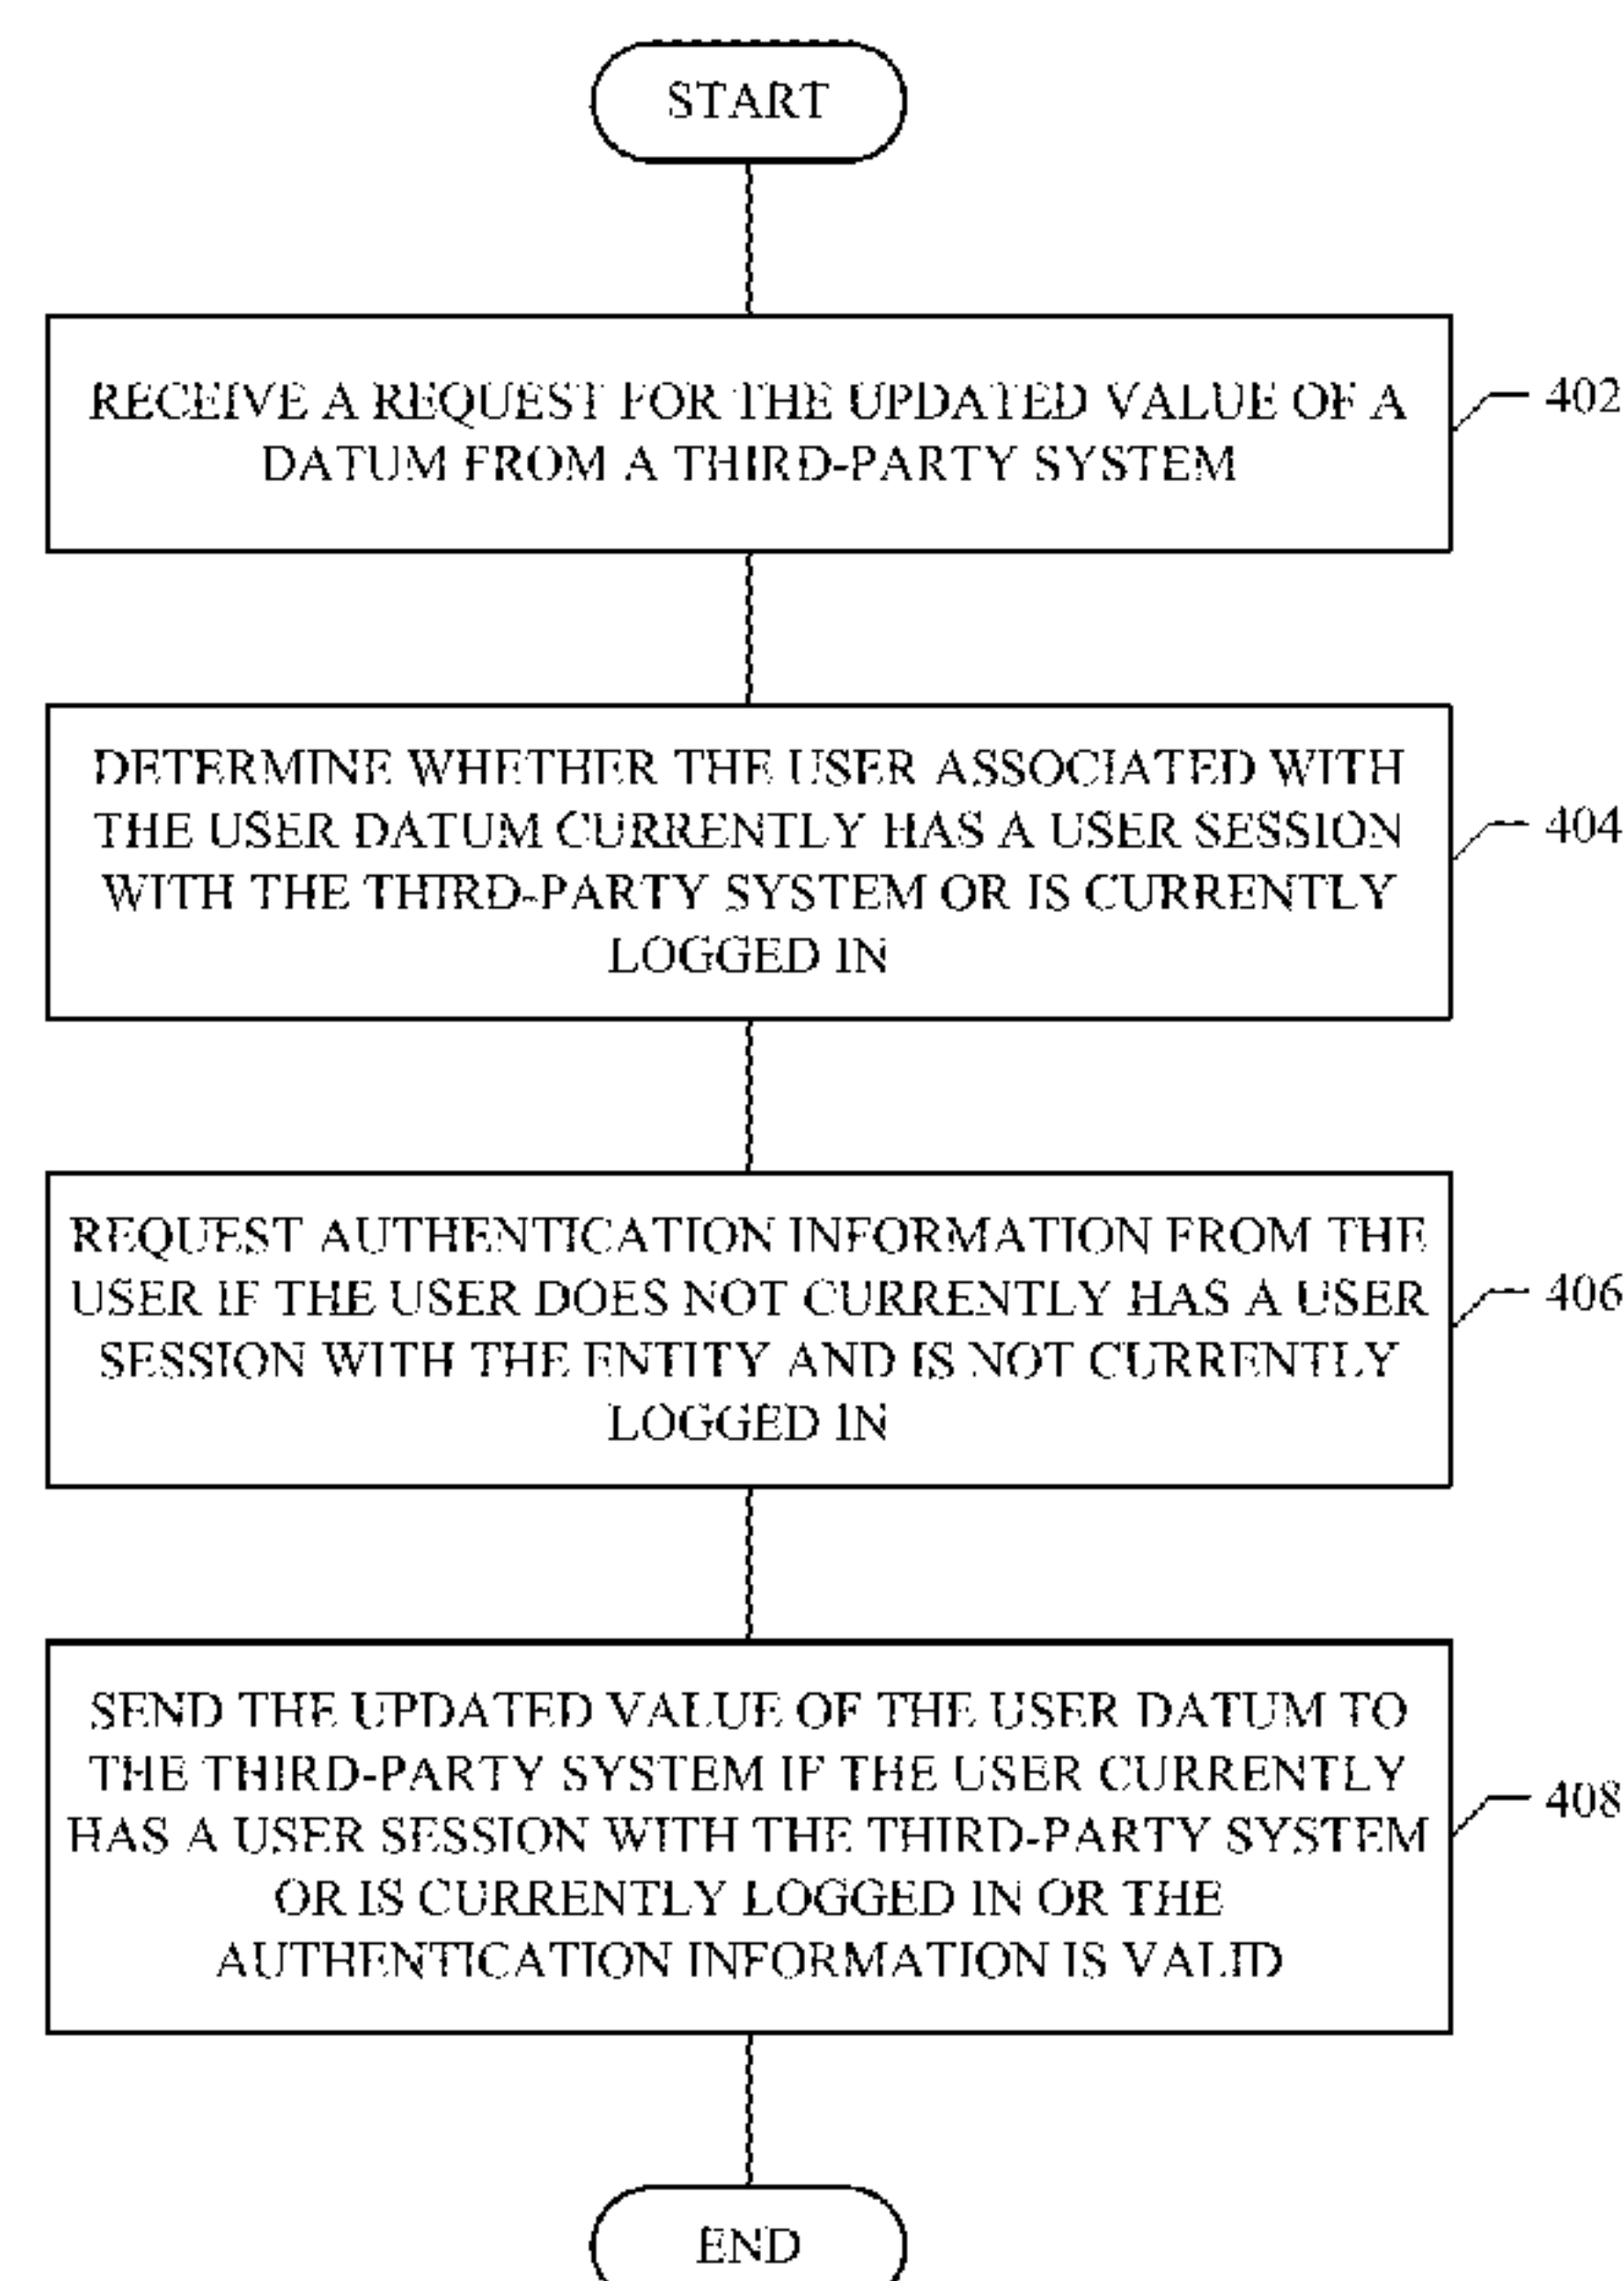 START
RECEIVE A REQUEST FOR THE UPDATED VALUE OF A
DATUM FROM A THIRD-PARTY SYSTEM
402
DETERMINE WHETHER THE USER ASSOCIATED WITH
THE USER DATUM CURRENTLY HAS A USER SESSION
WITH THE THIRD-PARTY SYSTEM OR IS CURRENTLY
LOGGED IN
404
REQUEST AUTHENTICATION INFORMATION FROM THE
USER IF THE USER DOES NOT CURRENTLY HAS A USER
SESSION WITH THE ENTITY AND IS NOT CURRENTLY
LOGGED IN
406
SEND THE UPDATED VALUE OF THE USER DATUM TO
THE THIRD-PARTY SYSTEM IF THE USER CURRENTLY
HAS A USER SESSION WITH THE THIRD-PARTY SYSTEM
OR IS CURRENTLY LOGGED IN OR THE
AUTHENTICATION INFORMATION IS VALID
408
END